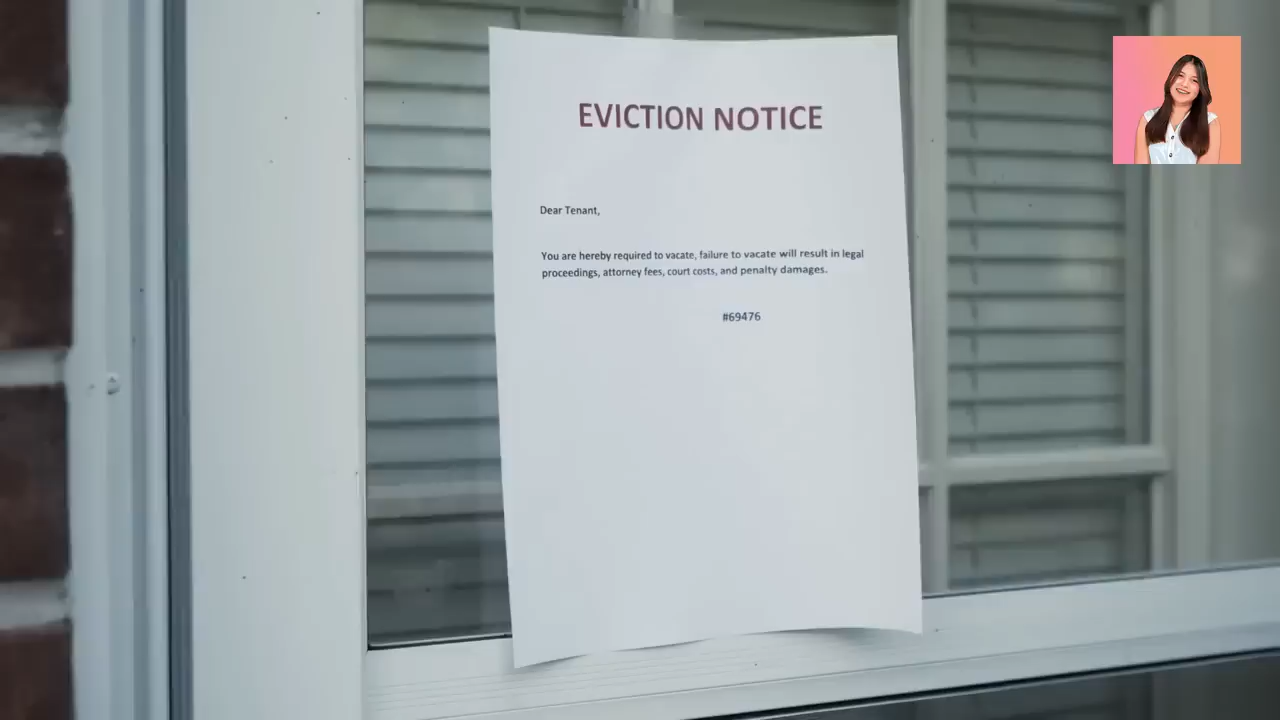 EVICTION NOTICE
Dear Tenant,
You are hereby required to vacate, failure to vacate will result in legal
proceedings, attorney fees, court costs, and penalty damages.
#69476